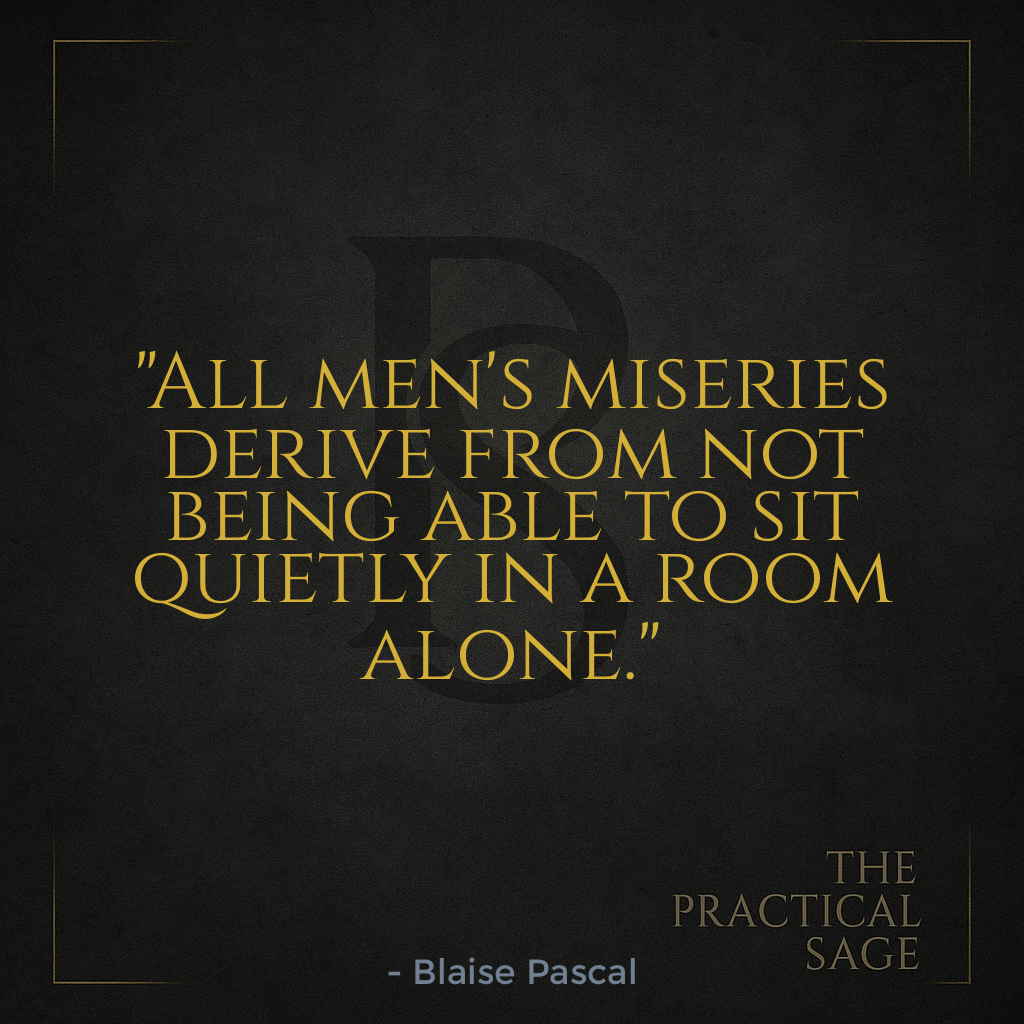 "All men's miseries
derive from not
being able to sit
quietly in a room
alone."
THE
PRACTICAL
SAGE
- Blaise Pascal